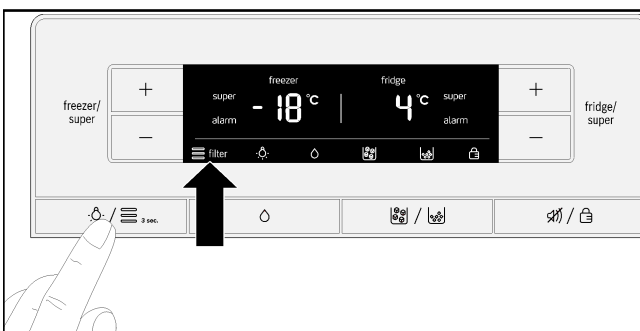 freezer
fridge
super
-18°C
4°C
super
alarm
alarm
filter
+
−
+
−
freezer/
super
fridge/
super
/
3 sec.
/
/